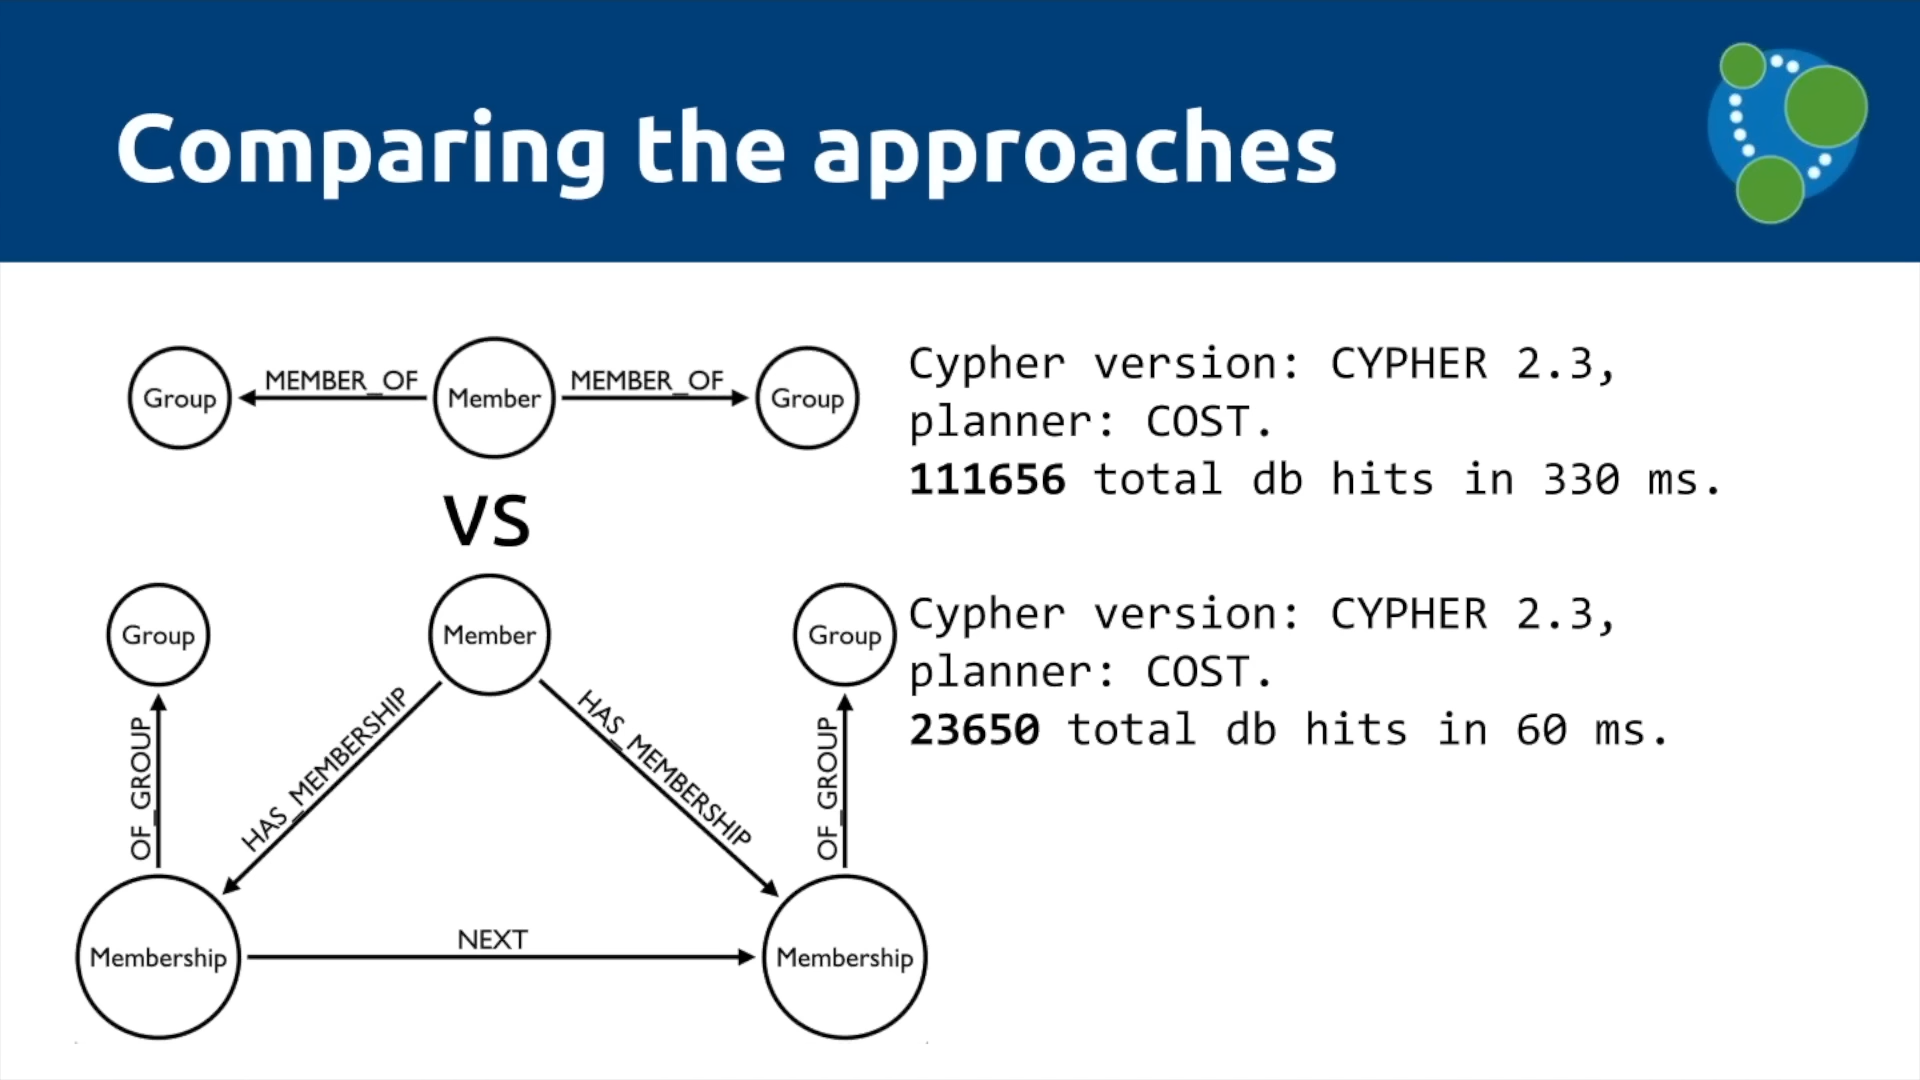 Comparing the approaches
Group
MEMBER_OF
Member
MEMBER_OF
Group
VS
Group
Member
Group
OF_GROUP
HAS_MEMBERSHIP
HAS_MEMBERSHIP
OF_GROUP
Membership
NEXT
Membership
Cypher version: CYPHER 2.3,
planner: COST.
111656 total db hits in 330 ms.
Cypher version: CYPHER 2.3,
planner: COST.
23650 total db hits in 60 ms.